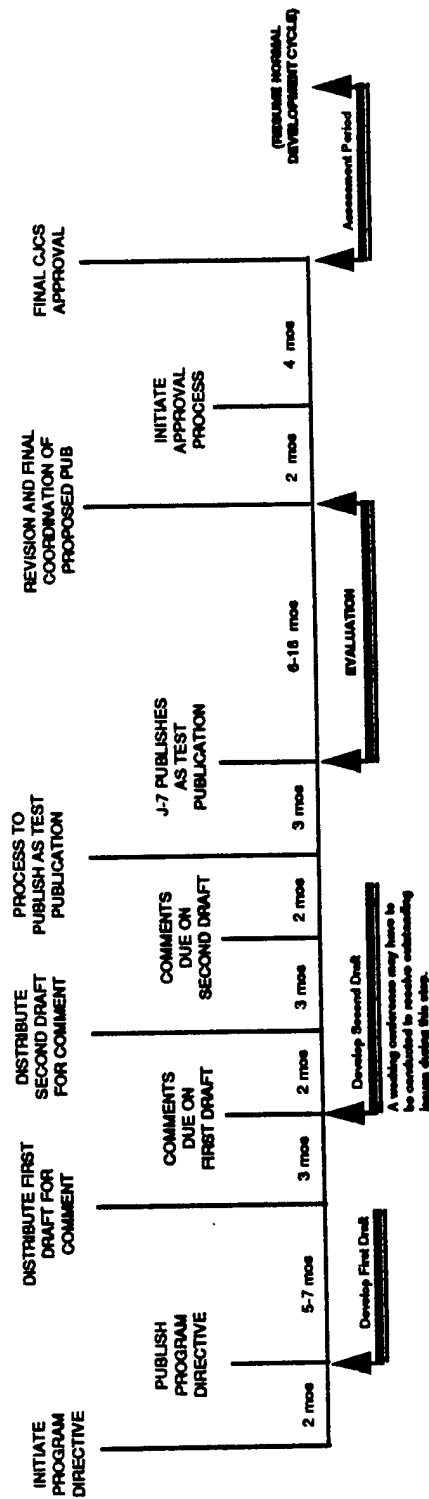 INITIATE
PROGRAM
DIRECTIVE
2 mos
PUBLISH
PROGRAM
DIRECTIVE
5-7 mos
Develop First Draft
DISTRIBUTE FIRST
DRAFT FOR
COMMENT
3 mos
COMMENTS
DUE ON
FIRST DRAFT
2 mos
Develop Second Draft
A working conference may have to
be conducted to resolve outstanding
issues during this step.
DISTRIBUTE
SECOND DRAFT
FOR COMMENT
3 mos
COMMENTS
DUE ON
SECOND DRAFT
2 mos
PROCESS TO
PUBLISH AS TEST
PUBLICATION
3 mos
J-7 PUBLISHES
AS TEST
PUBLICATION
6-18 mos
EVALUATION
REVISION AND FINAL
COORDINATION OF
PROPOSED PUB
2 mos
INITIATE
APPROVAL
PROCESS
4 mos
FINAL CJCS
APPROVAL
Assessment Period
(RESUME NORMAL
DEVELOPMENT CYCLE)